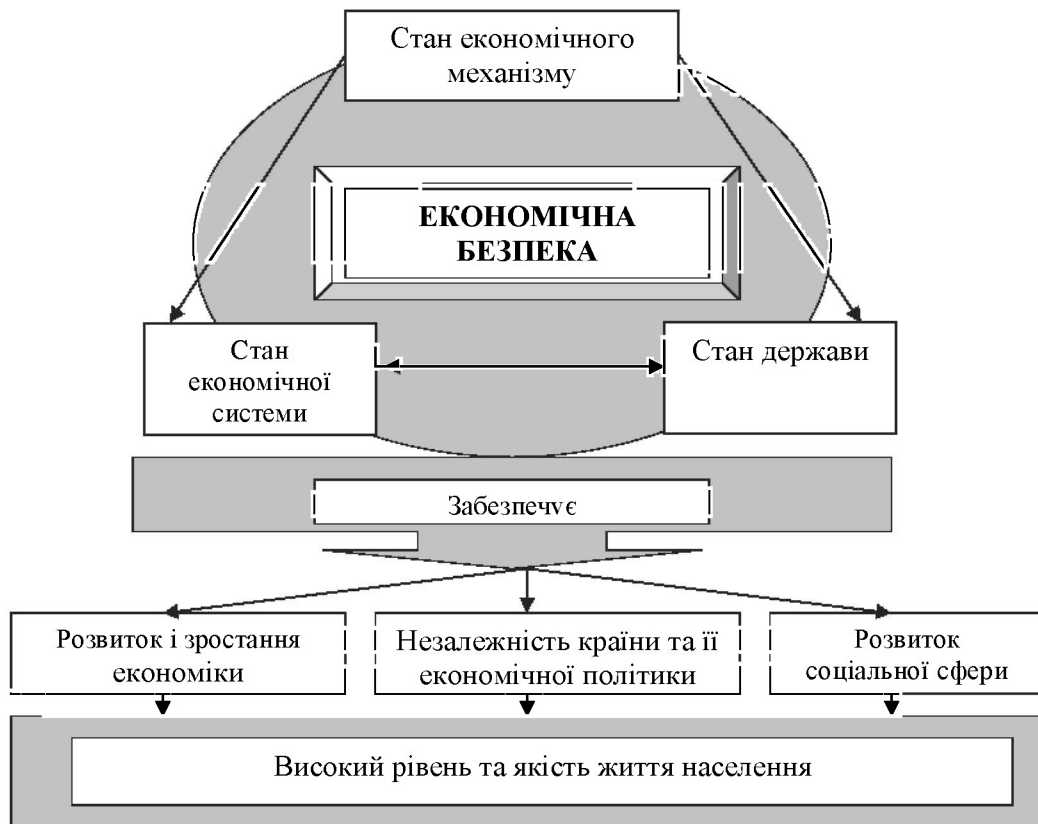 Стан економічного
механізму
ЕКОНОМІЧНА
БЕЗПЕКА
Стан
економічної
системи
Стан держави
Забезпечує
Розвиток і зростання
економіки
Незалежність країни та її
економічної політики
Розвиток
соціальної сфери
Високий рівень та якість життя населення